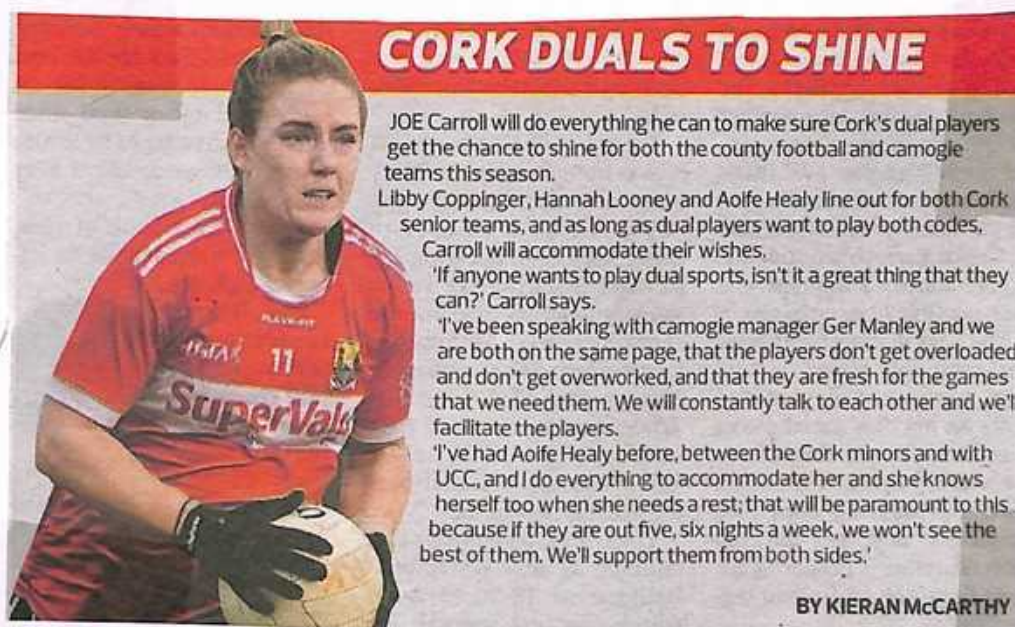 CORK DUALS TO SHINE
JOE Carroll will do everything he can to make sure Cork's dual players
get the chance to shine for both the county football and camogie
teams this season.
Libby Coppinger, Hannah Looney and Aoife Healy line out for both Cork
senior teams, and as long as dual players want to play both codes,
Carroll will accommodate their wishes.
'If anyone wants to play dual sports, isn't it a great thing that they
can?' Carroll says.
'I've been speaking with camogie manager Ger Manley and we
are both on the same page, that the players don't get overloaded
and don't get overworked, and that they are fresh for the games
that we need them. We will constantly talk to each other and we'll
facilitate the players.
'I've had Aoife Healy before, between the Cork minors and with
UCC, and I do everything to accommodate her and she knows
herself too when she needs a rest; that will be paramount to this
because if they are out five, six nights a week, we won't see the
best of them. We'll support them from both sides.'
BY KIERAN McCARTHY
11
SuperValu